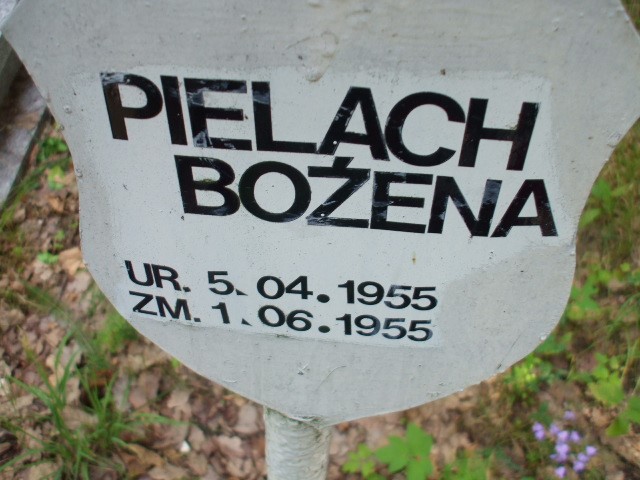 PIELACH
BOŻENA
UR. 5. 04. 1955
ZM. 1. 06. 1955